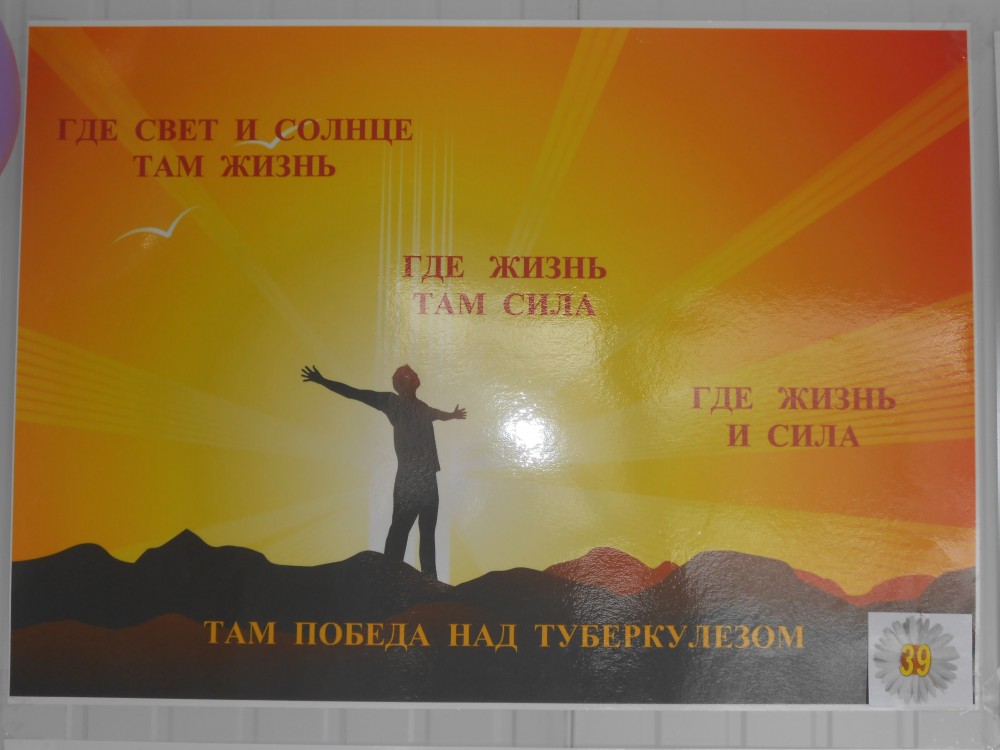 ГДЕ СВЕТ И СОЛНЦЕ
ТАМ ЖИЗНЬ
ГДЕ ЖИЗНЬ
ТАМ СИЛА
ГДЕ ЖИЗНЬ
И СИЛА
ТАМ ПОБЕДА НАД ТУБЕРКУЛЕЗОМ
39